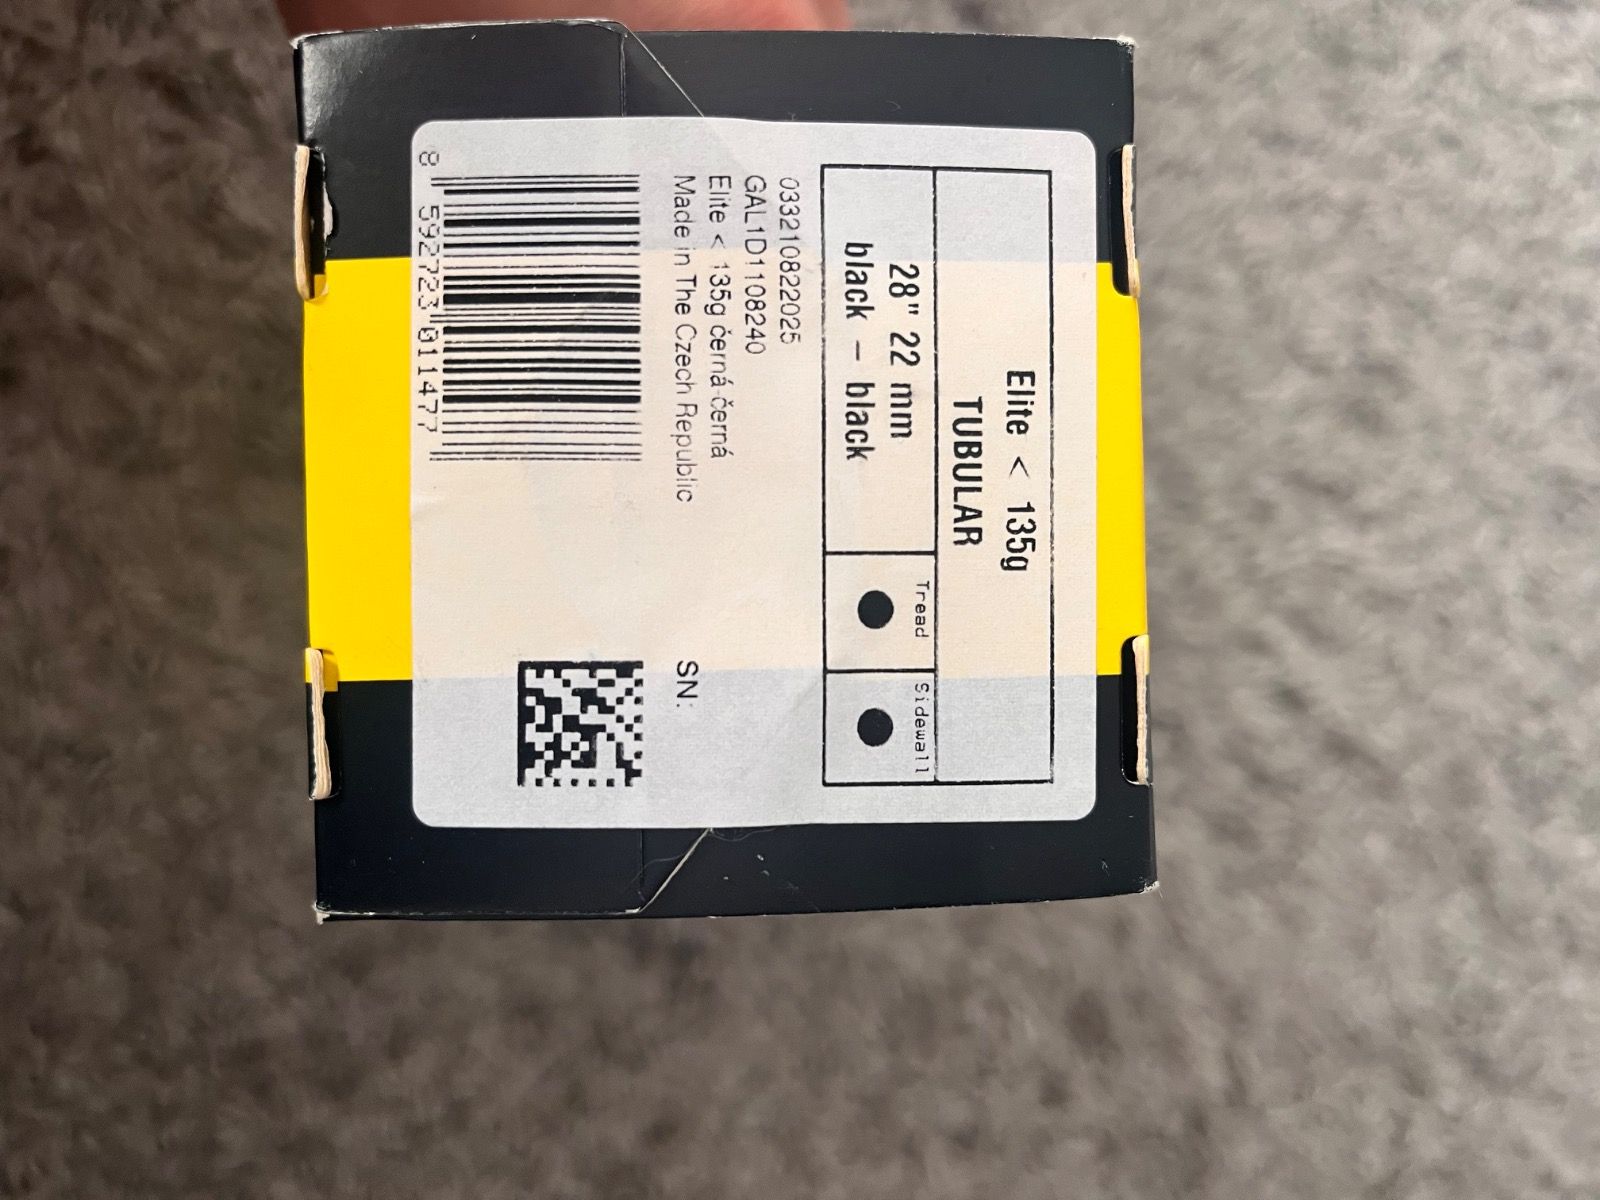 Elite < 135g
TUBULAR
28" 22 mm
black – black
Tread
Sidewall
033210822025
GAL1D1108240
Elite < 135g černá-černá
Made in The Czech Republic
SN:
8 592723 011477